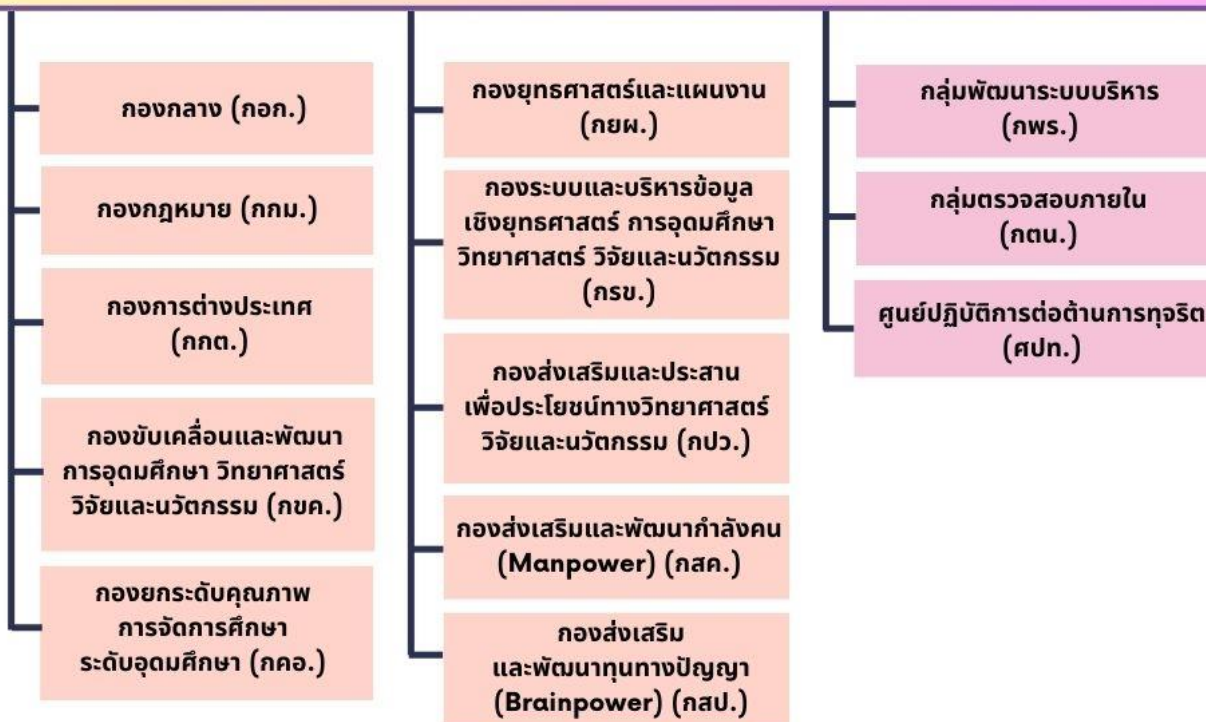 กองกลาง (กอก.)
กองกฎหมาย (กกม.)
กองการต่างประเทศ
(กกต.)
กองขับเคลื่อนและพัฒนา
การอุดมศึกษา วิทยาศาสตร์
วิจัยและนวัตกรรม (กขค.)
กองยกระดับคุณภาพ
การจัดการศึกษา
ระดับอุดมศึกษา (กคอ.)
กองยุทธศาสตร์และแผนงาน
(กยผ.)
กองระบบและบริหารข้อมูล
เชิงยุทธศาสตร์ การอุดมศึกษา
วิทยาศาสตร์ วิจัยและนวัตกรรม
(กรข.)
กองส่งเสริมและประสาน
เพื่อประโยชน์ทางวิทยาศาสตร์
วิจัยและนวัตกรรม (กปว.)
กองส่งเสริมและพัฒนากำลังคน
(Manpower) (กสค.)
กองส่งเสริม
และพัฒนาทุนทางปัญญา
(Brainpower) (กสป.)
กลุ่มพัฒนาระบบบริหาร
(กพร.)
กลุ่มตรวจสอบภายใน
(กตน.)
ศูนย์ปฏิบัติการต่อต้านการทุจริต
(ศปท.)